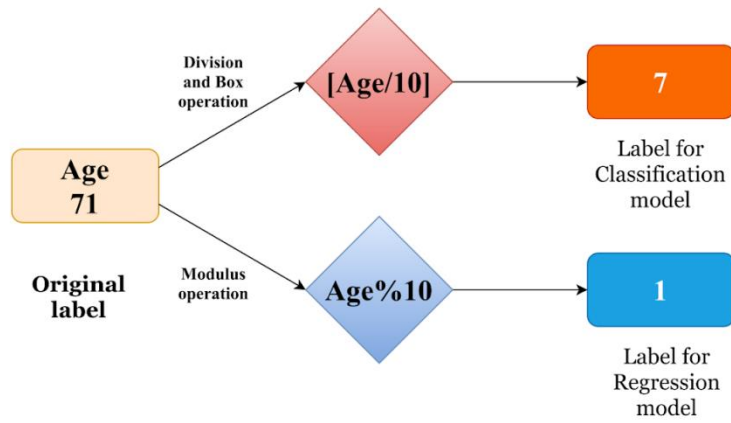 Division
and Box
operation
[Age/10]
7
Label for
Classification
model
Age
71
Original
label
Modulus
operation
Age%10
1
Label for
Regression
model